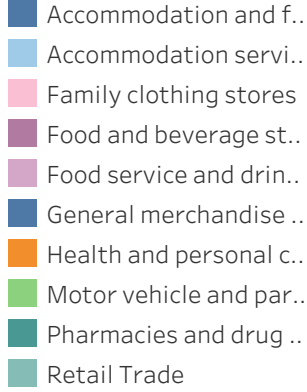 Accommodation and f..
Accommodation servi..
Family clothing stores
Food and beverage st..
Food service and drin..
General merchandise ..
Health and personal c..
Motor vehicle and par..
Pharmacies and drug ..
Retail Trade